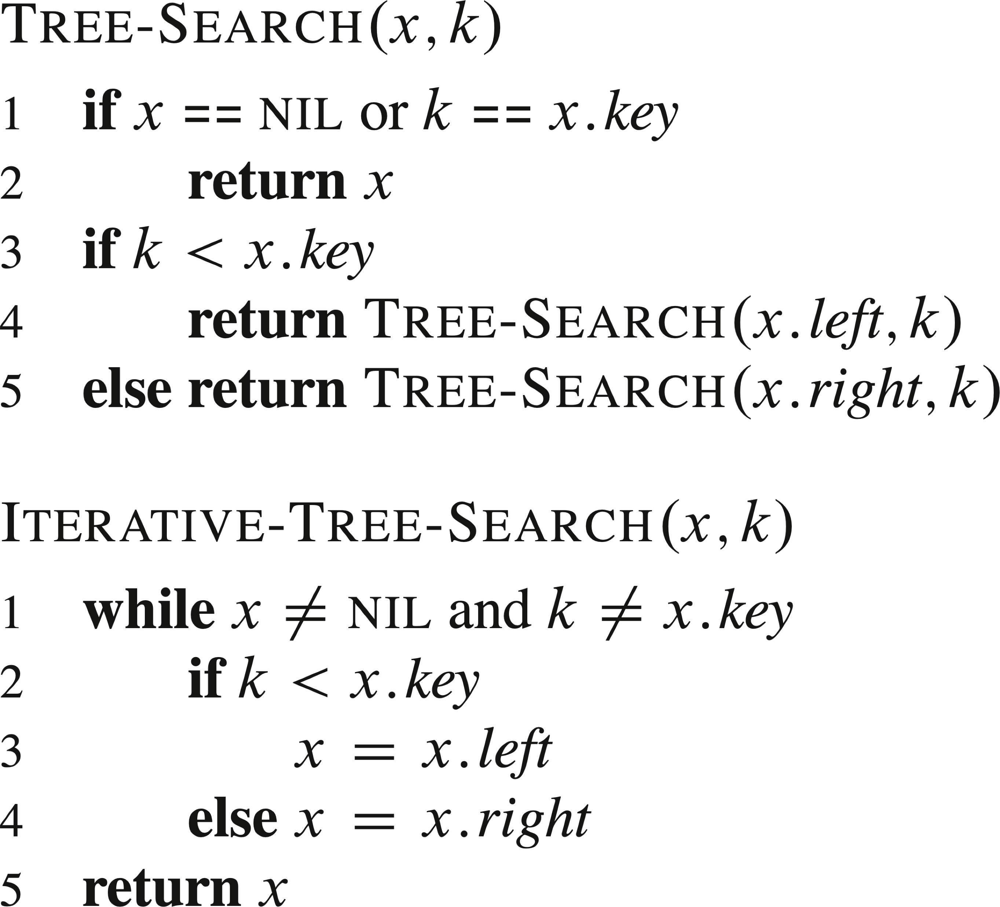 TREE-SEARCH(x, k)
1 if x == NIL or k == x.key
2 return x
3 if k < x.key
4 return TREE-SEARCH(x.left, k)
5 else return TREE-SEARCH(x.right, k)
ITERATIVE-TREE-SEARCH(x, k)
1 while x ≠ NIL and k ≠ x.key
2 if k < x.key
3 x = x.left
4 else x = x.right
5 return x